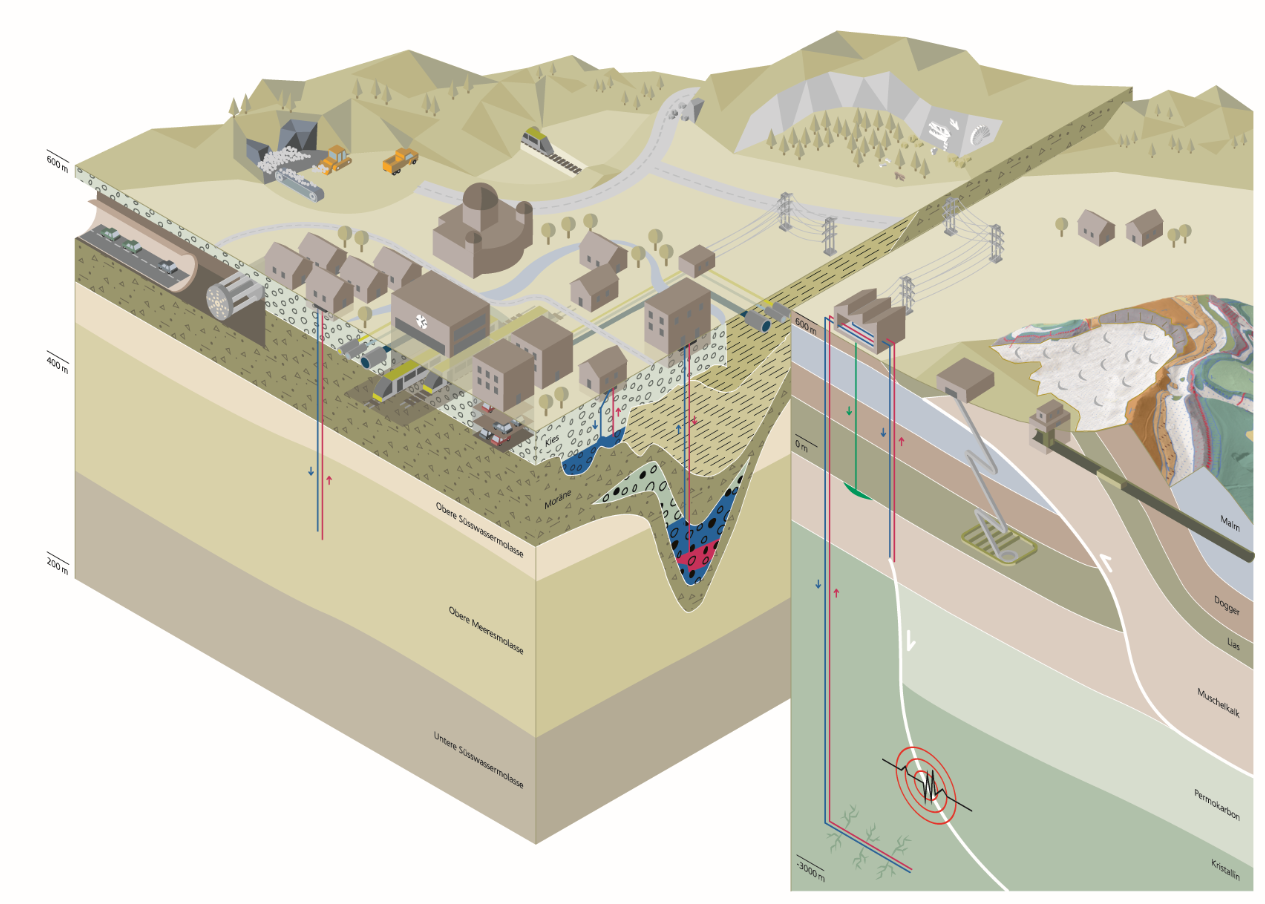 600 m
400 m
200 m
Kies
Moräne
Obere Süsswassermolasse
Obere Meeresmolasse
Untere Süsswassermolasse
600 m
0 m
-3000 m
Malm
Dogger
Lias
Muschelkalk
Permokarbon
Kristallin